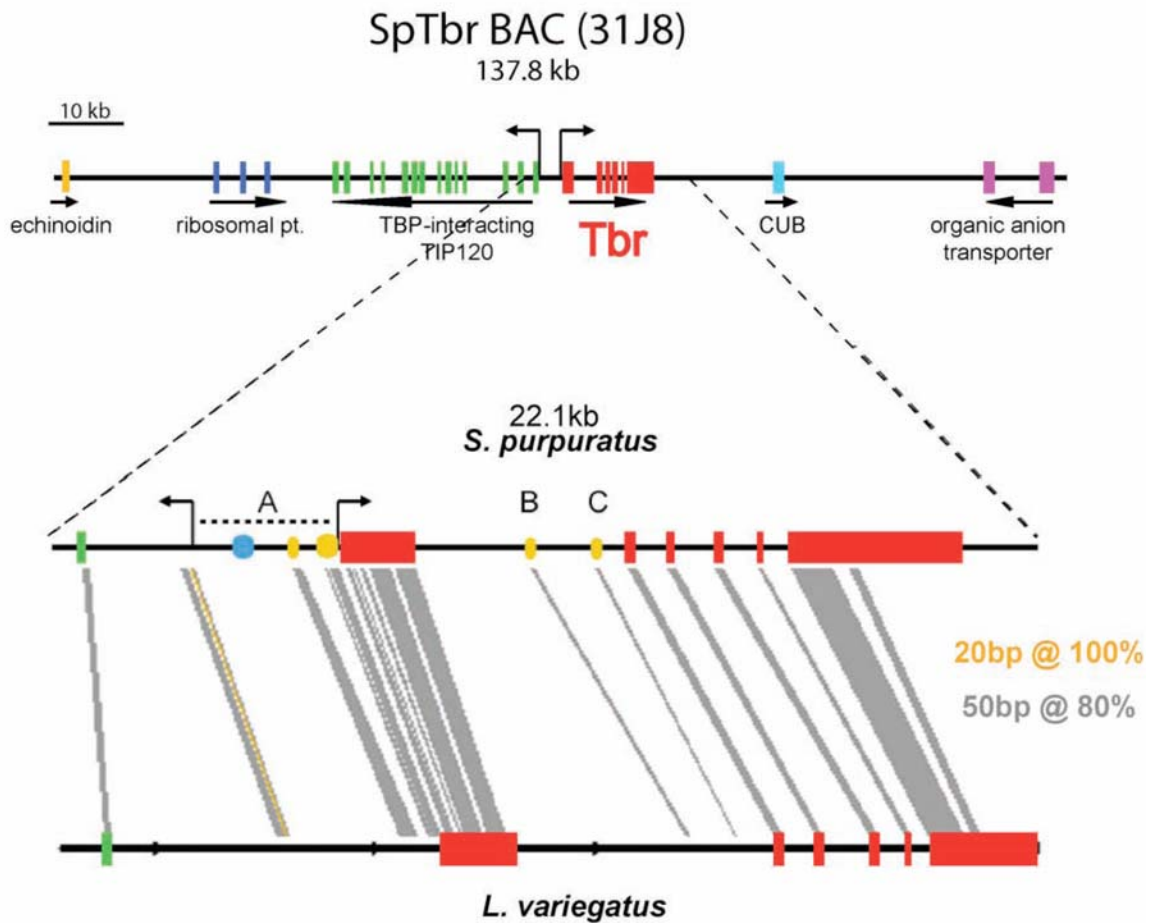 SpTbr BAC (31J8)
137.8 kb
10 kb
echinoidin
ribosomal pt.
TBP-interacting
TIP120
Tbr
CUB
organic anion
transporter
22.1kb
S. purpuratus
A
B
C
20bp @ 100%
50bp @ 80%
L. variegatus